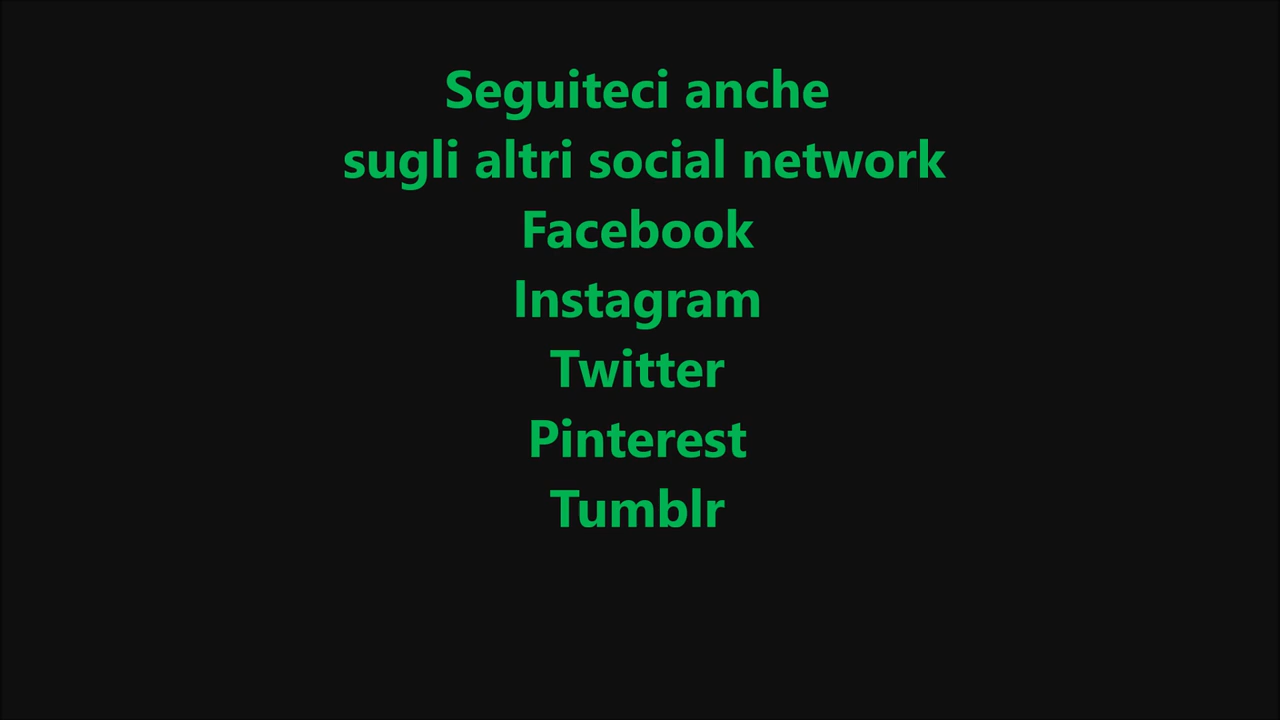 Seguiteci anche
sugli altri social network
Facebook
Instagram
Twitter
Pinterest
Tumblr